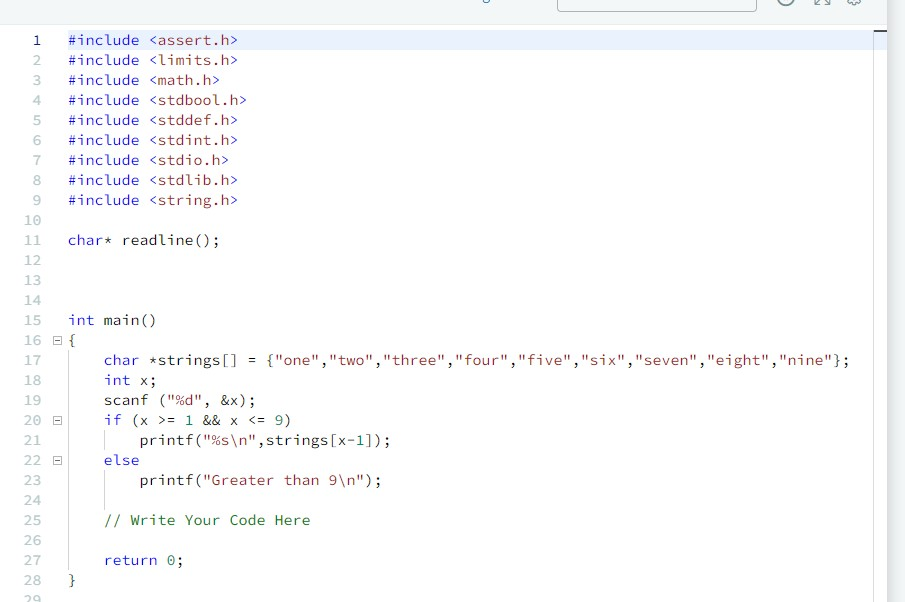 1 #include <assert.h>
2 #include <limits.h>
3 #include <math.h>
4 #include <stdbool.h>
5 #include <stddef.h>
6 #include <stdint.h>
7 #include <stdio.h>
8 #include <stdlib.h>
9 #include <string.h>
10
11 char* readline();
12
13
14
15 int main()
16 {
17     char *strings[] = {"one","two","three","four","five","six","seven","eight","nine"};
18     int x;
19     scanf ("%d", &x);
20     if (x >= 1 && x <= 9)
21         printf("%s\n",strings[x-1]);
22     else
23         printf("Greater than 9\n");
24
25     // Write Your Code Here
26
27     return 0;
28 }
29